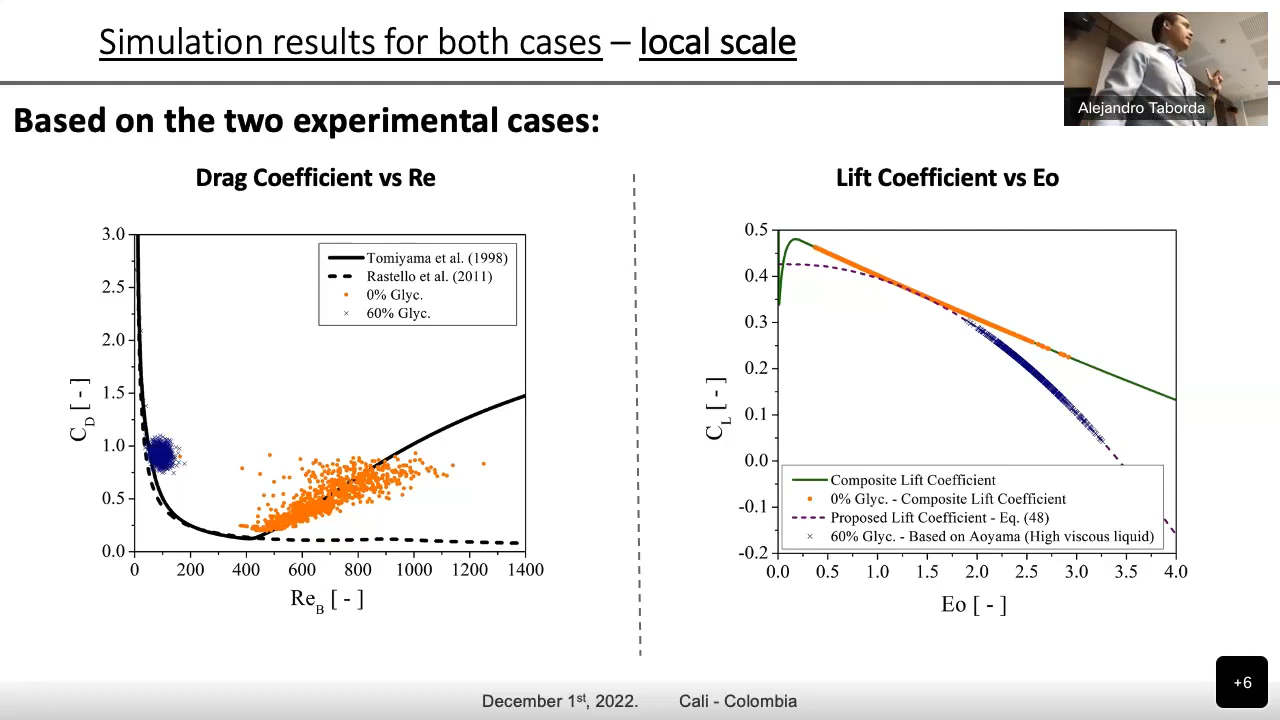 Simulation results for both cases – local scale
Alejandro Taborda
Based on the two experimental cases:
Drag Coefficient vs Re
3.0
2.5
2.0
1.5
1.0
0.5
0.0
C_D [ - ]
Tomiyama et al. (1998)
Rastello et al. (2011)
0% Glyc.
60% Glyc.
0 200 400 600 800 1000 1200 1400
Re_B [ - ]
Lift Coefficient vs Eo
0.5
0.4
0.3
0.2
0.1
0.0
-0.1
-0.2
C_L [ - ]
Composite Lift Coefficient
0% Glyc. - Composite Lift Coefficient
Proposed Lift Coefficient - Eq. (48)
60% Glyc. - Based on Aoyama (High viscous liquid)
0.0 0.5 1.0 1.5 2.0 2.5 3.0 3.5 4.0
Eo [ - ]
+6
December 1st, 2022. Cali - Colombia